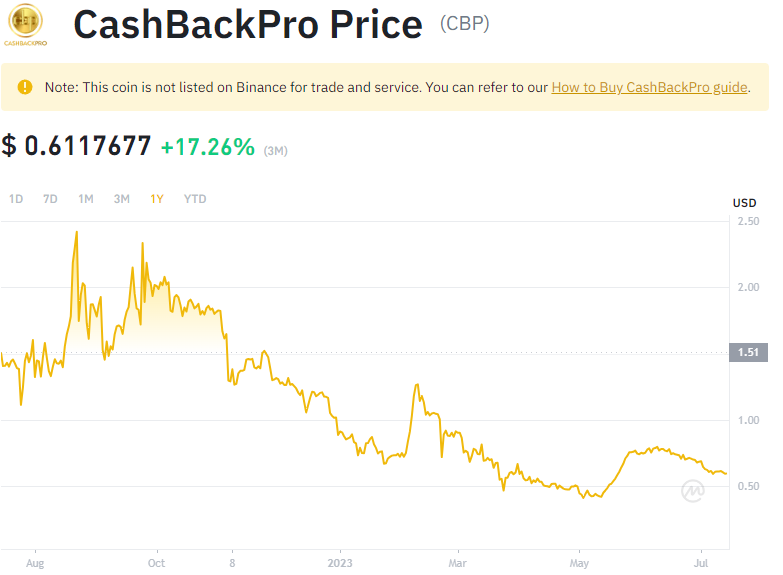 CashBackPro Price (CBP)
CASHBACKPRO
Note: This coin is not listed on Binance for trade and service. You can refer to our How to Buy CashBackPro guide.
$ 0.6117677 +17.26% (3M)
1D 7D 1M 3M 1Y YTD
USD
2.50
2.00
1.51
1.00
0.50
Aug Oct 8 2023 Mar May Jul